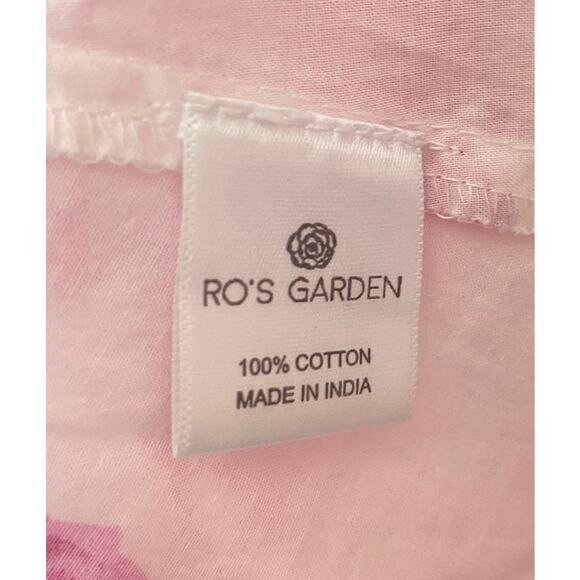 RO'S GARDEN
100% COTTON
MADE IN INDIA